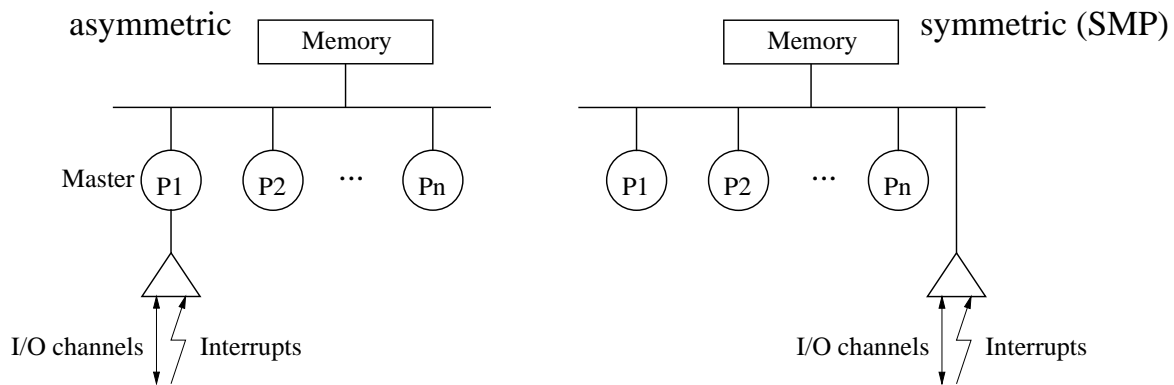 asymmetric
Memory
Master
P1
P2
...
Pn
I/O channels
Interrupts
symmetric (SMP)
Memory
P1
P2
...
Pn
I/O channels
Interrupts